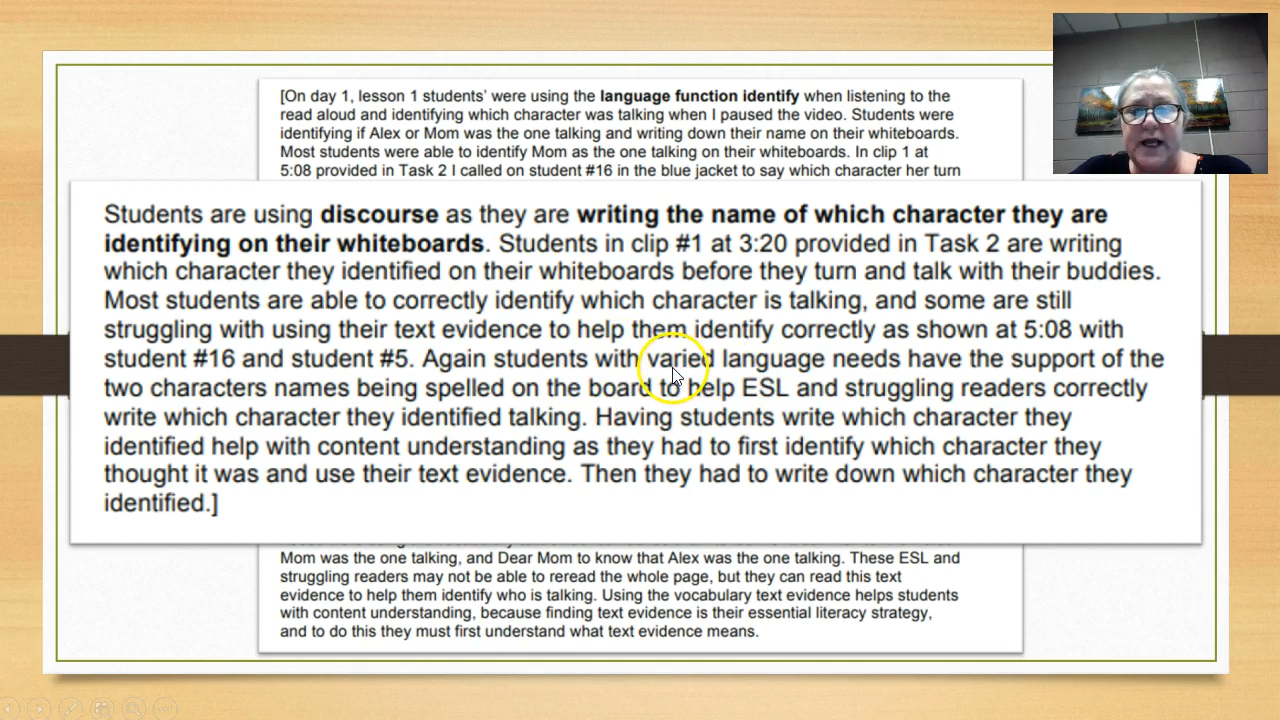 [On day 1, lesson 1 students’ were using the language function identify when listening to the
read aloud and identifying which character was talking when I paused the video. Students were
identifying if Alex or Mom was the one talking and writing down their name on their whiteboards.
Most students were able to identify Mom as the one talking on their whiteboards. In clip 1 at
5:08 provided in Task 2 I called on student #16 in the blue jacket to say which character her turn
Students are using discourse as they are writing the name of which character they are
identifying on their whiteboards. Students in clip #1 at 3:20 provided in Task 2 are writing
which character they identified on their whiteboards before they turn and talk with their buddies.
Most students are able to correctly identify which character is talking, and some are still
struggling with using their text evidence to help them identify correctly as shown at 5:08 with
student #16 and student #5. Again students with varied language needs have the support of the
two characters names being spelled on the board to help ESL and struggling readers correctly
write which character they identified talking. Having students write which character they
identified help with content understanding as they had to first identify which character they
thought it was and use their text evidence. Then they had to write down which character they
identified.]
Mom was the one talking, and Dear Mom to know that Alex was the one talking. These ESL and
struggling readers may not be able to reread the whole page, but they can read this text
evidence to help them identify who is talking. Using the vocabulary text evidence helps students
with content understanding, because finding text evidence is their essential literacy strategy,
and to do this they must first understand what text evidence means.